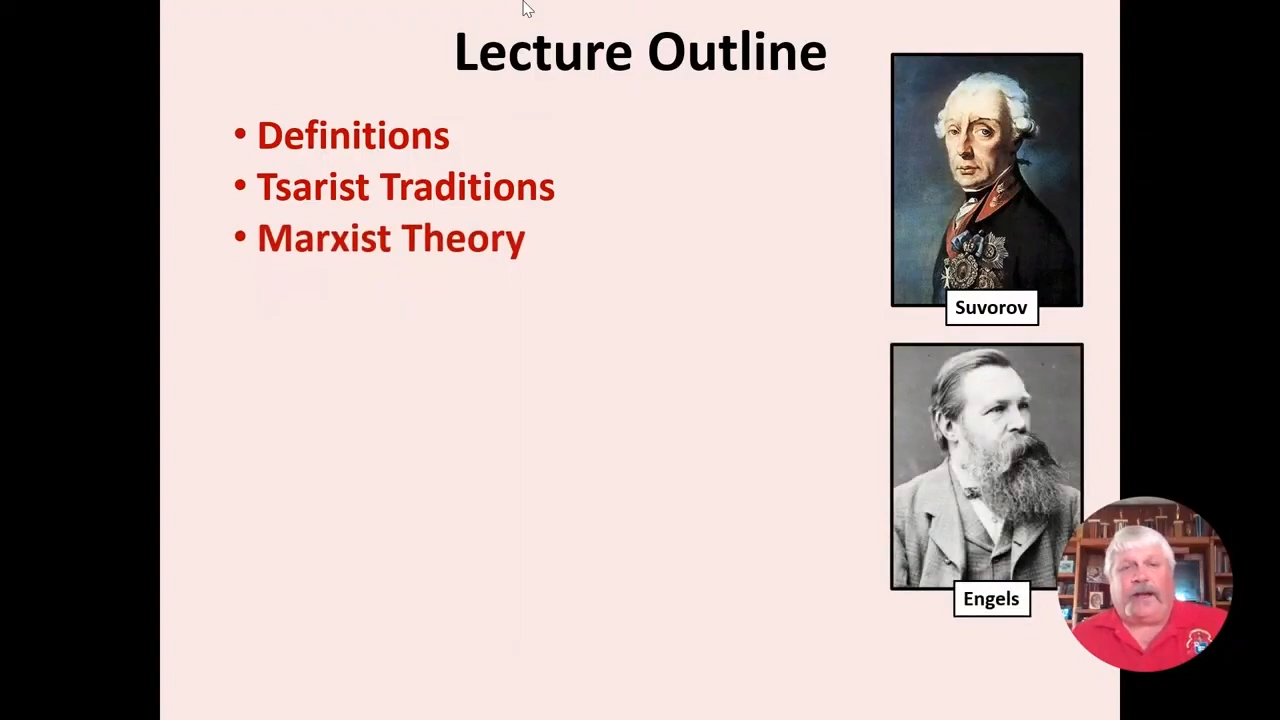 Lecture Outline
• Definitions
• Tsarist Traditions
• Marxist Theory
Suvorov
Engels